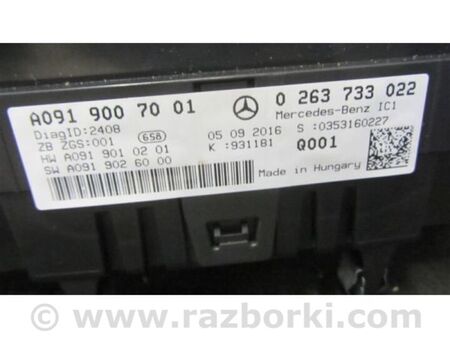 A091 900 70 01
DiagID:2408
ZB ZGS:001
658
HW A091 901 02 01
SW A091 902 60 00
05 09 2016
K :931181
0 263 733 022
Mercedes-Benz IC1
S :0353160227
Q001
Made in Hungary
© www.razborki.com